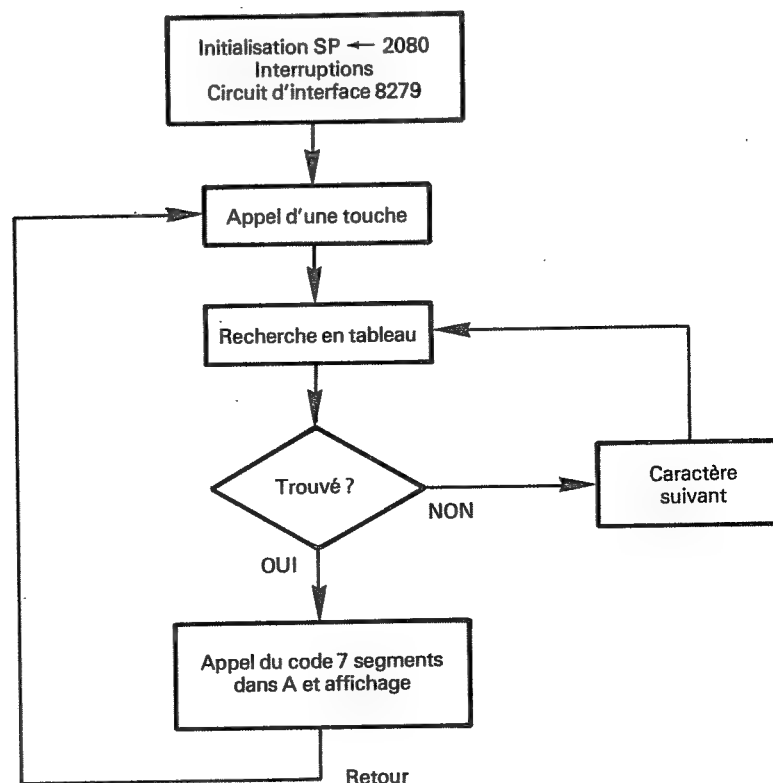 Initialisation SP ← 2080
Interruptions
Circuit d'interface 8279
Appel d'une touche
Recherche en tableau
Trouvé ?
NON
Caractère
suivant
OUI
Appel du code 7 segments
dans A et affichage
Retour